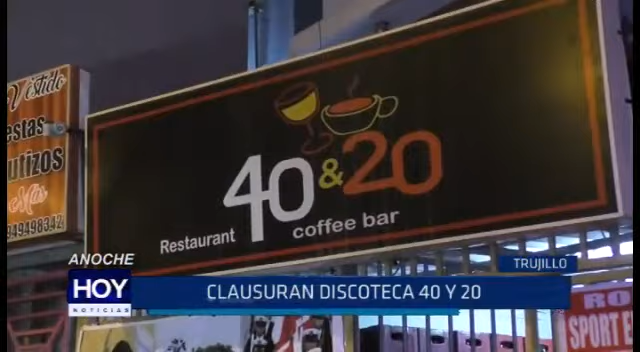 Vestido
estas
utizos
Más
949498342
40 & 20
Restaurant coffee bar
ANOCHE
HOY
NOTICIAS
TRUJILLO
CLAUSURAN DISCOTECA 40 Y 20
RO
SPORT E